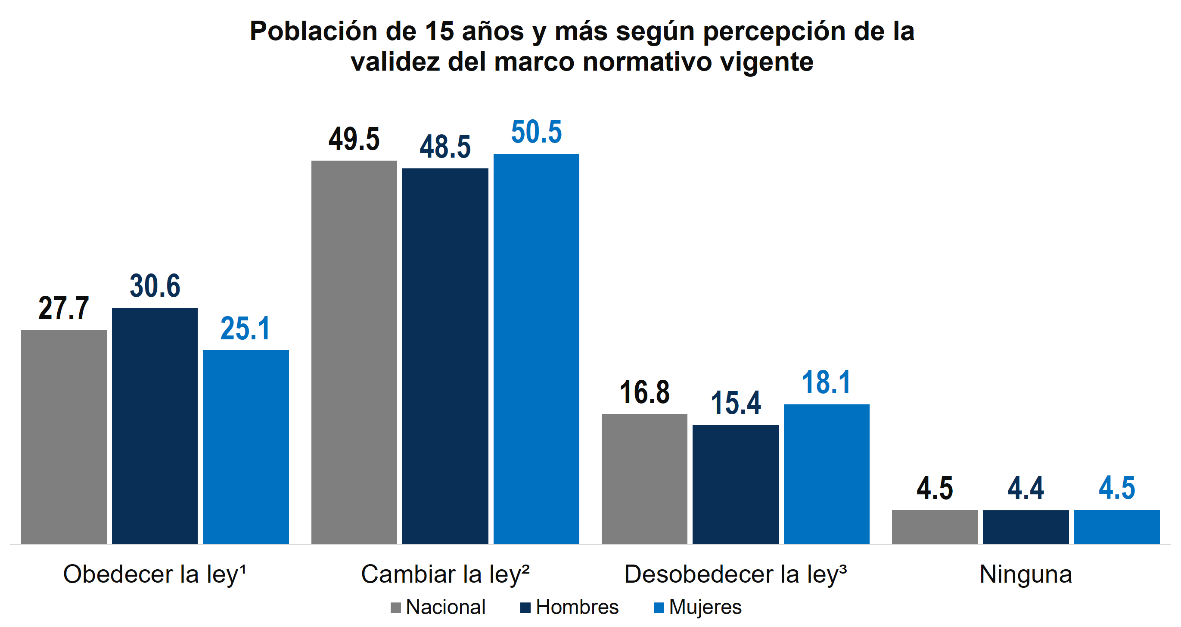 Población de 15 años y más según percepción de la
validez del marco normativo vigente
27.7
30.6
25.1
49.5
48.5
50.5
16.8
15.4
18.1
4.5
4.4
4.5
Obedecer la ley¹
Cambiar la ley²
Desobedecer la ley³
Ninguna
Nacional
Hombres
Mujeres